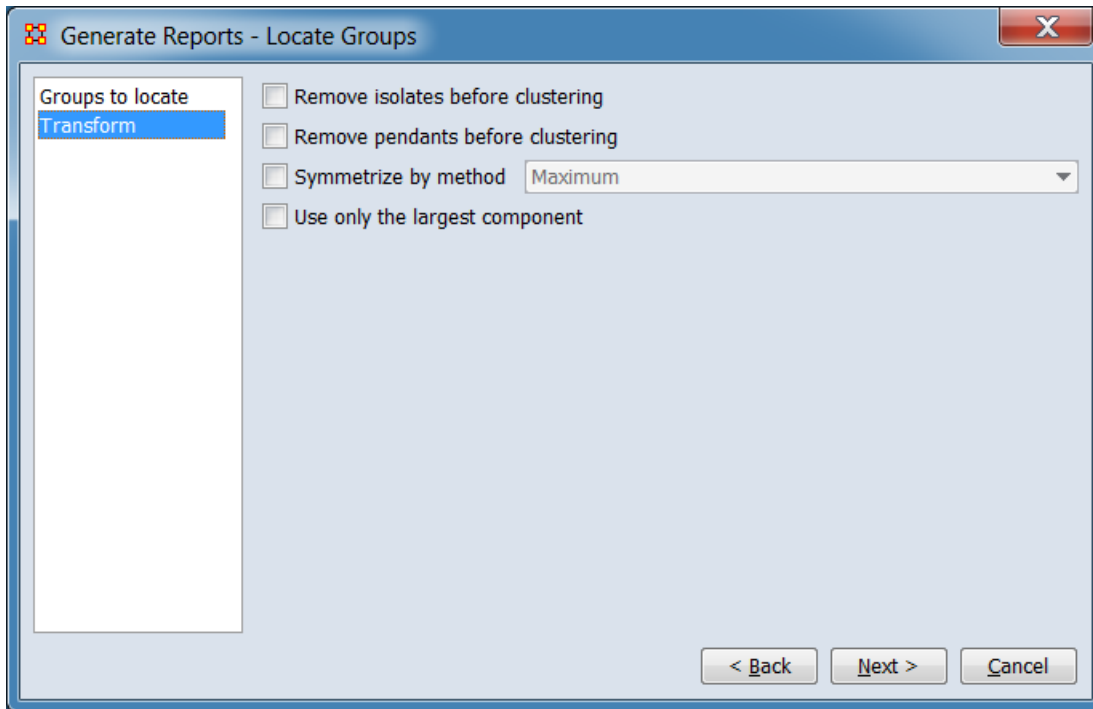 Generate Reports - Locate Groups
X
Groups to locate
Transform
Remove isolates before clustering
Remove pendants before clustering
Symmetrize by method Maximum
Use only the largest component
< Back Next > Cancel